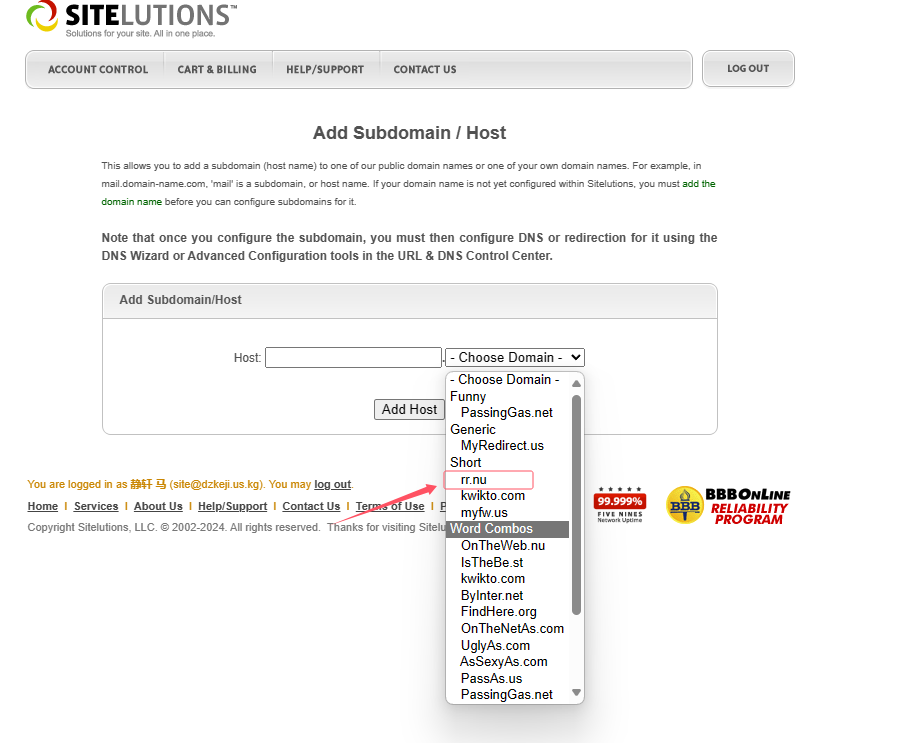 SITELUTIONS™
Solutions for your site. All in one place.
ACCOUNT CONTROL CART & BILLING HELP/SUPPORT CONTACT US LOG OUT
Add Subdomain / Host
This allows you to add a subdomain (host name) to one of our public domain names or one of your own domain names. For example, in
mail.domain-name.com, 'mail' is a subdomain, or host name. If your domain name is not yet configured within Sitelutions, you must add the
domain name before you can configure subdomains for it.
Note that once you configure the subdomain, you must then configure DNS or redirection for it using the
DNS Wizard or Advanced Configuration tools in the URL & DNS Control Center.
Add Subdomain/Host
Host: . - Choose Domain -
- Choose Domain -
Funny
PassingGas.net
Generic
MyRedirect.us
Short
rr.nu
kwikto.com
myfw.us
Word Combos
OnTheWeb.nu
IsTheBe.st
kwikto.com
ByInter.net
FindHere.org
OnTheNetAs.com
UglyAs.com
AsSexyAs.com
PassAs.us
PassingGas.net
Add Host
You are logged in as 静轩 马 (site@dzkeji.us.kg). You may log out.
Home | Services | About Us | Help/Support | Contact Us | Terms of Use | P
Copyright Sitelutions, LLC. © 2002-2024. All rights reserved. Thanks for visiting Sitelu
99.999%
FIVE NINES
Network Uptime
BBB
BBBONLINE
RELIABILITY
PROGRAM